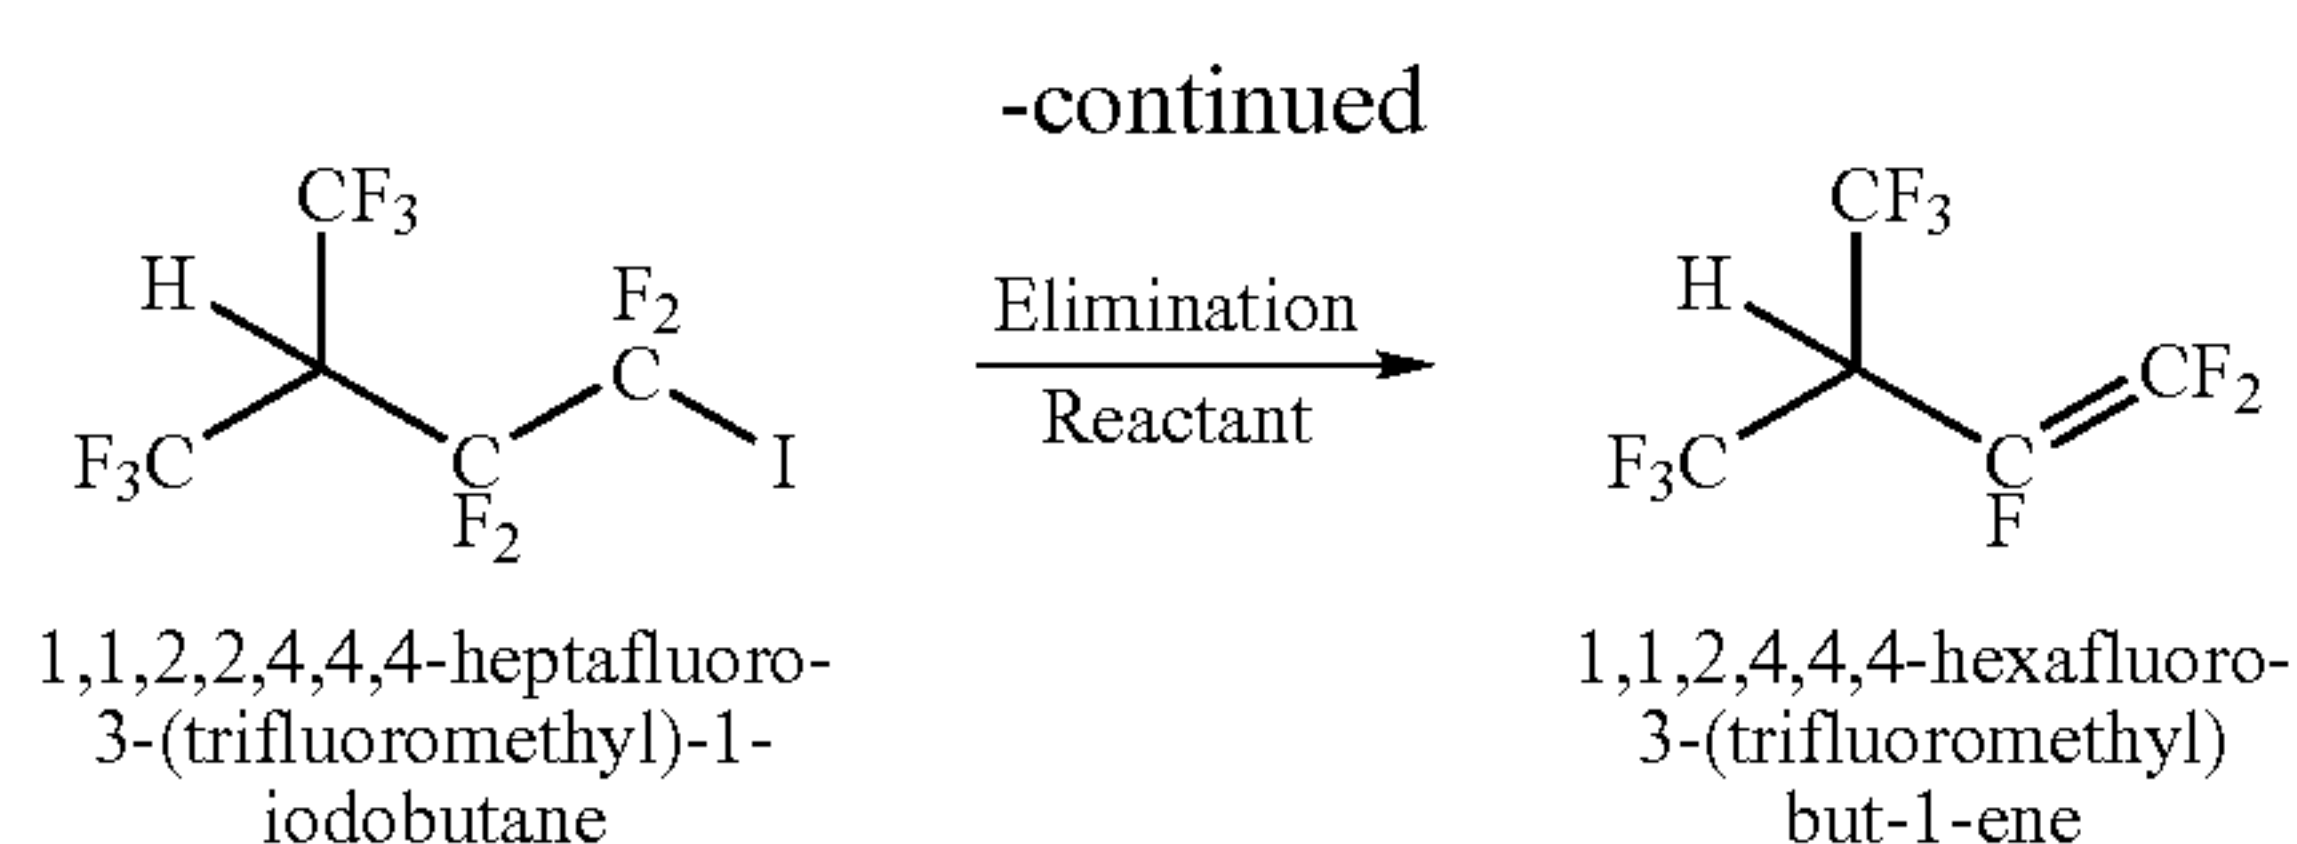 -continued
CF3
H
F2
C
F3C
C
F2
I
Elimination
Reactant
CF3
H
CF2
F3C
C
F
1,1,2,2,4,4,4-heptafluoro-
3-(trifluoromethyl)-1-
iodobutane
1,1,2,4,4,4-hexafluoro-
3-(trifluoromethyl)
but-1-ene